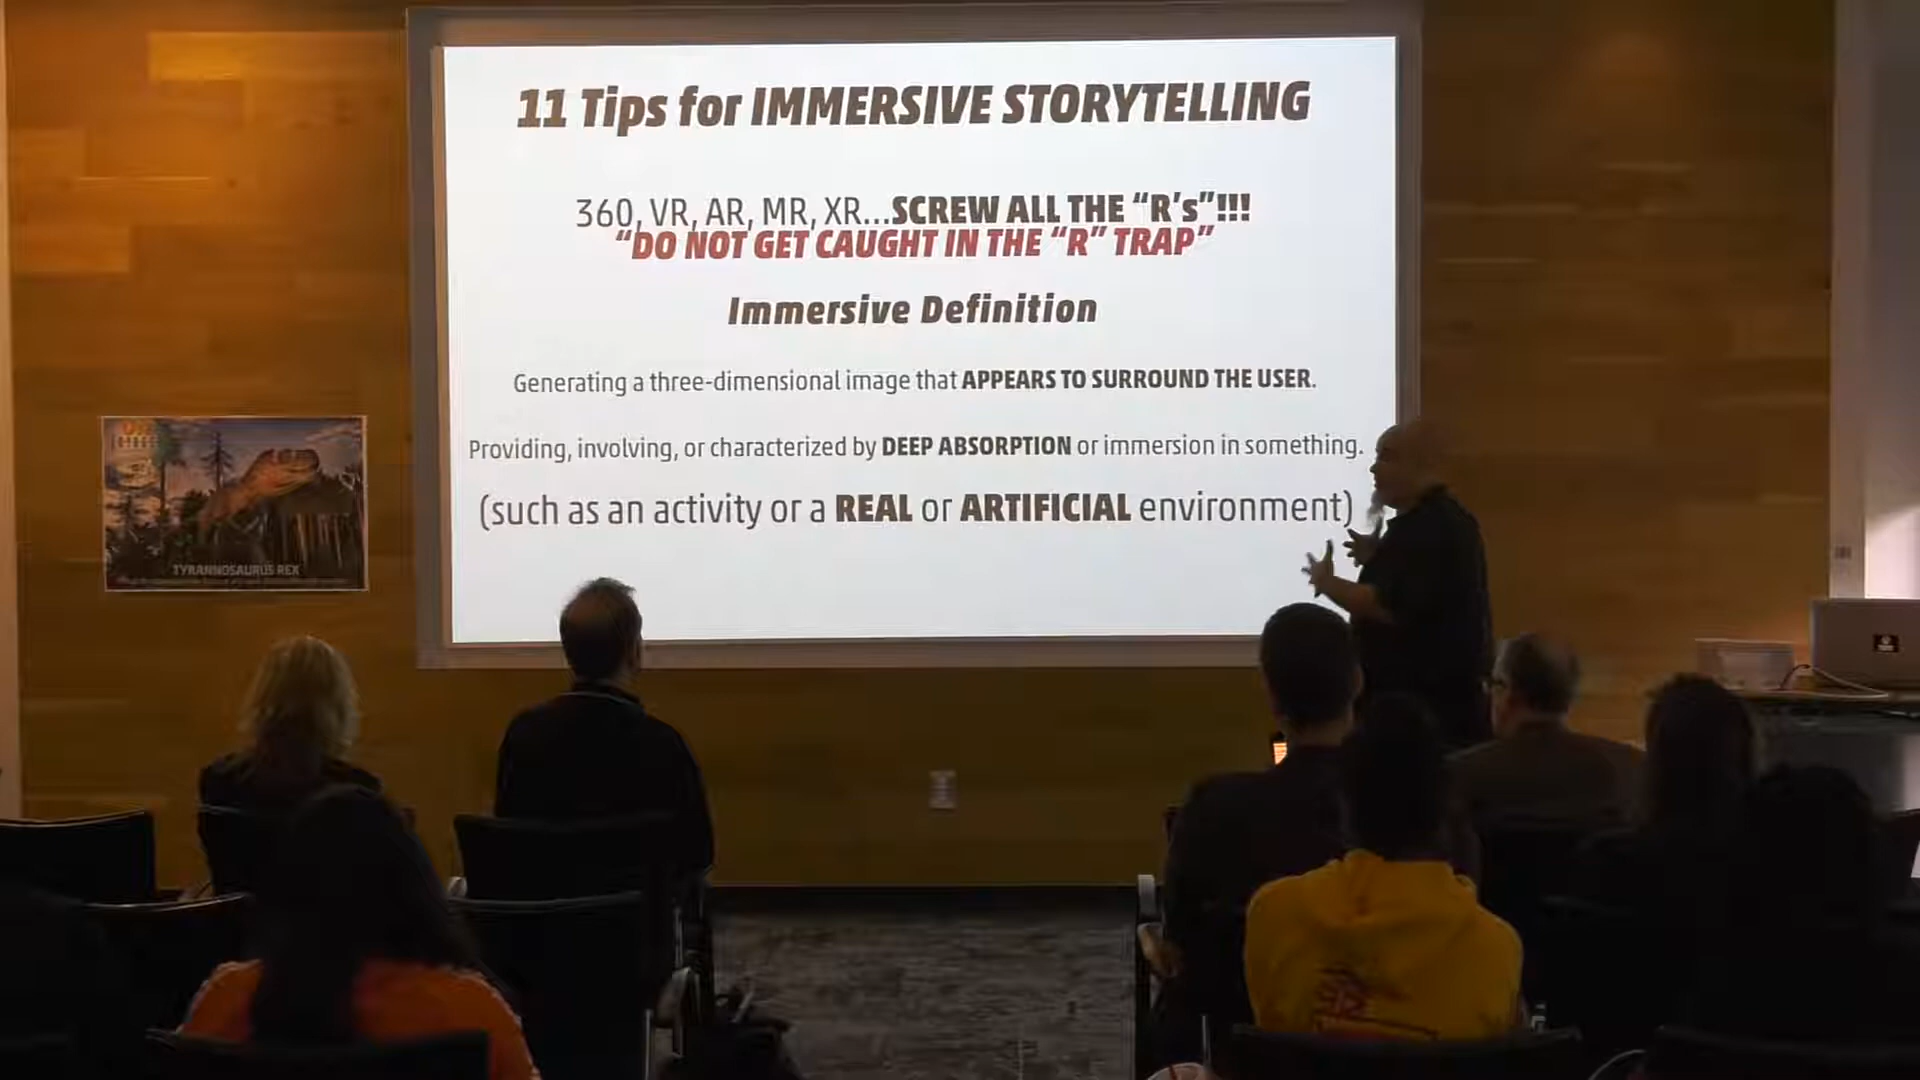 11 Tips for IMMERSIVE STORYTELLING
360, VR, AR, MR, XR...SCREW ALL THE “R’s”!!!
“DO NOT GET CAUGHT IN THE “R” TRAP”
Immersive Definition
Generating a three-dimensional image that APPEARS TO SURROUND THE USER.
Providing, involving, or characterized by DEEP ABSORPTION or immersion in something.
(such as an activity or a REAL or ARTIFICIAL environment)
TYRANNOSAURUS REX